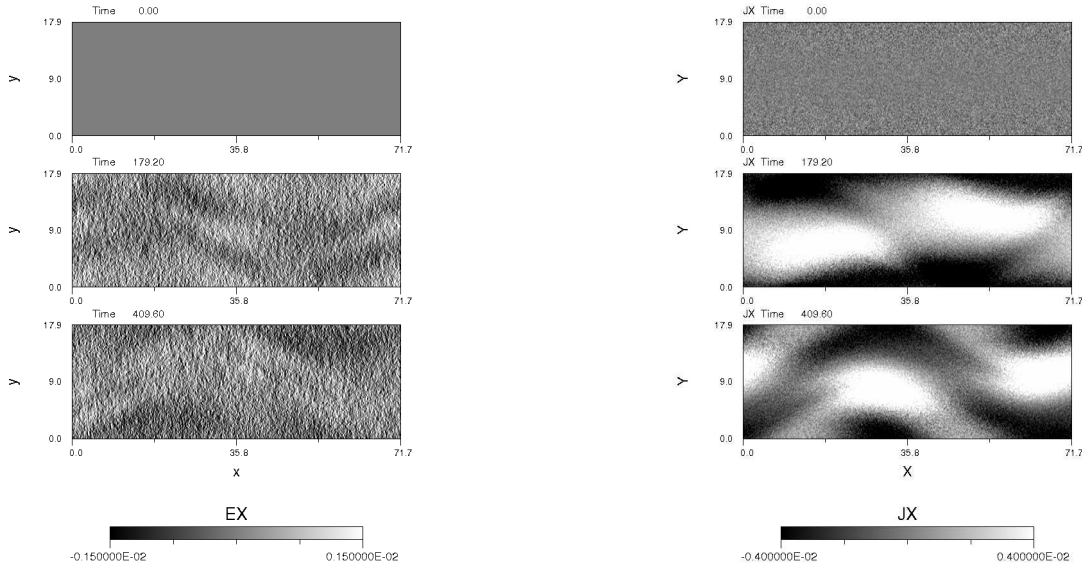 Time 0.00
17.9
y
9.0
0.0
0.0 35.8 71.7
Time 179.20
17.9
y
9.0
0.0
0.0 35.8 71.7
Time 409.60
17.9
y
9.0
0.0
0.0 35.8 71.7
x
EX
-0.150000E-02 0.150000E-02
JX Time 0.00
17.9
Y
9.0
0.0
0.0 35.8 71.7
JX Time 179.20
17.9
Y
9.0
0.0
0.0 35.8 71.7
JX Time 409.60
17.9
Y
9.0
0.0
0.0 35.8 71.7
X
JX
-0.400000E-02 0.400000E-02